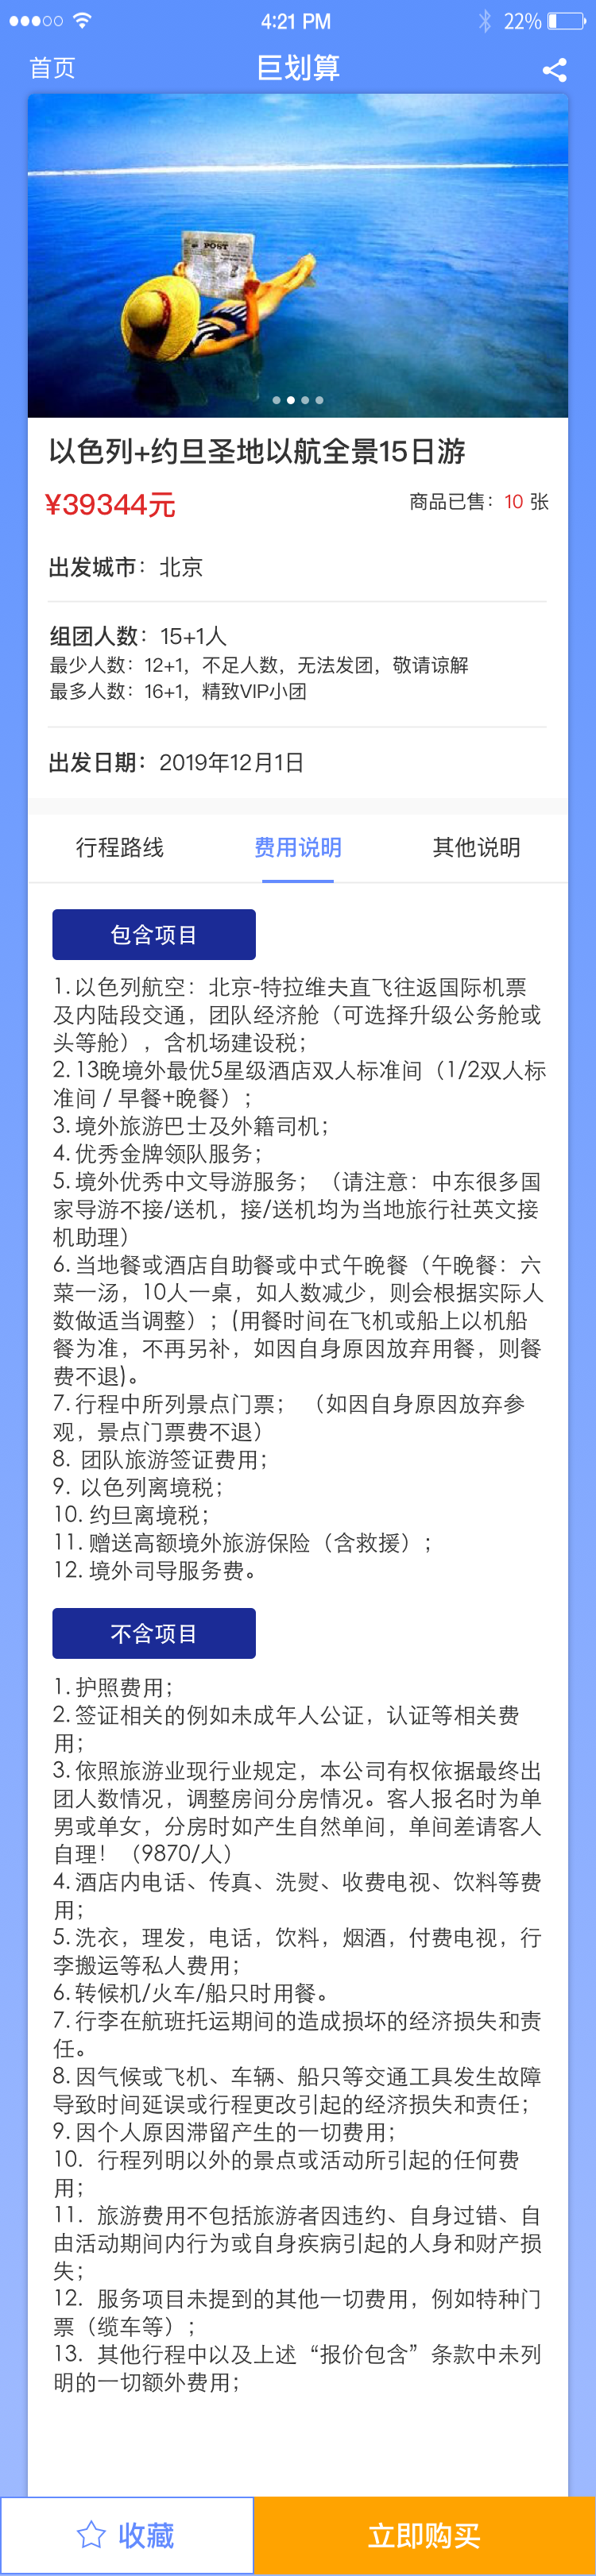 4:21 PM
22%
首页
巨划算
POST
以色列+约旦圣地以航全景15日游
¥39344元
商品已售：10 张
出发城市：北京
组团人数：15+1人
最少人数：12+1，不足人数，无法发团，敬请谅解
最多人数：16+1，精致VIP小团
出发日期：2019年12月1日
行程路线
费用说明
其他说明
包含项目
1. 以色列航空：北京-特拉维夫直飞往返国际机票
及内陆段交通，团队经济舱（可选择升级公务舱或
头等舱），含机场建设税；
2. 13晚境外最优5星级酒店双人标准间（1/2双人标
准间 / 早餐+晚餐）；
3. 境外旅游巴士及外籍司机；
4. 优秀金牌领队服务；
5. 境外优秀中文导游服务；（请注意：中东很多国
家导游不接/送机，接/送机均为当地旅行社英文接
机助理）
6. 当地餐或酒店自助餐或中式午晚餐（午晚餐：六
菜一汤，10人一桌，如人数减少，则会根据实际人
数做适当调整）；(用餐时间在飞机或船上以机船
餐为准，不再另补，如因自身原因放弃用餐，则餐
费不退)。
7. 行程中所列景点门票；（如因自身原因放弃参
观，景点门票费不退）
8. 团队旅游签证费用；
9. 以色列离境税；
10. 约旦离境税；
11. 赠送高额境外旅游保险（含救援）；
12. 境外司导服务费。
不含项目
1. 护照费用；
2. 签证相关的例如未成年人公证，认证等相关费
用；
3. 依照旅游业现行业规定，本公司有权依据最终出
团人数情况，调整房间分房情况。客人报名时为单
男或单女，分房时如产生自然单间，单间差请客人
自理！（9870/人）
4. 酒店内电话、传真、洗熨、收费电视、饮料等费
用；
5. 洗衣，理发，电话，饮料，烟酒，付费电视，行
李搬运等私人费用；
6. 转候机/火车/船只时用餐。
7. 行李在航班托运期间的造成损坏的经济损失和责
任。
8. 因气候或飞机、车辆、船只等交通工具发生故障
导致时间延误或行程更改引起的经济损失和责任；
9. 因个人原因滞留产生的一切费用；
10. 行程列明以外的景点或活动所引起的任何费
用；
11. 旅游费用不包括旅游者因违约、自身过错、自
由活动期间内行为或自身疾病引起的人身和财产损
失；
12. 服务项目未提到的其他一切费用，例如特种门
票（缆车等）；
13. 其他行程中以及上述“报价包含”条款中未列
明的一切额外费用；
收藏
立即购买